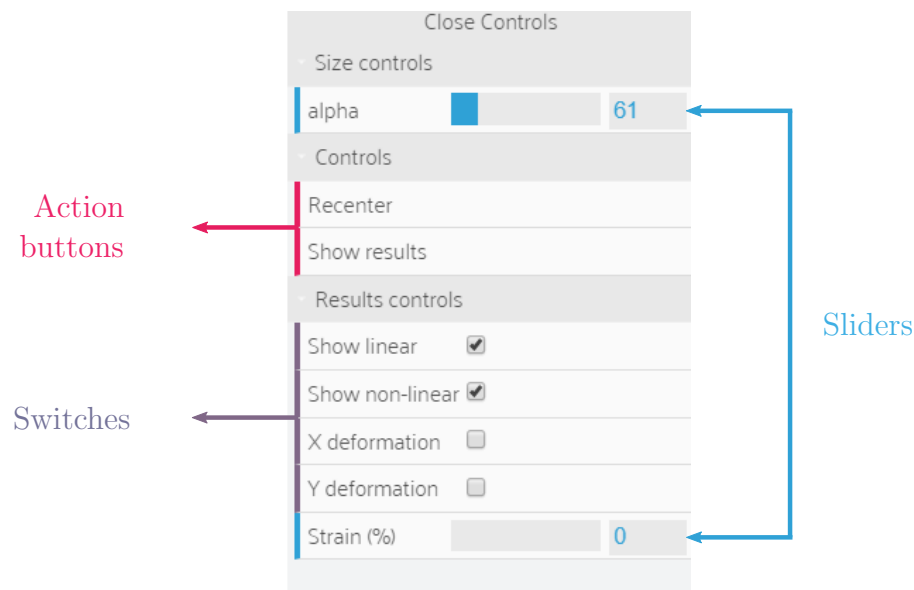 Close Controls
Size controls
alpha 61
Controls
Recenter
Show results
Results controls
Show linear
Show non-linear
X deformation
Y deformation
Strain (%) 0
Action
buttons
Switches
Sliders